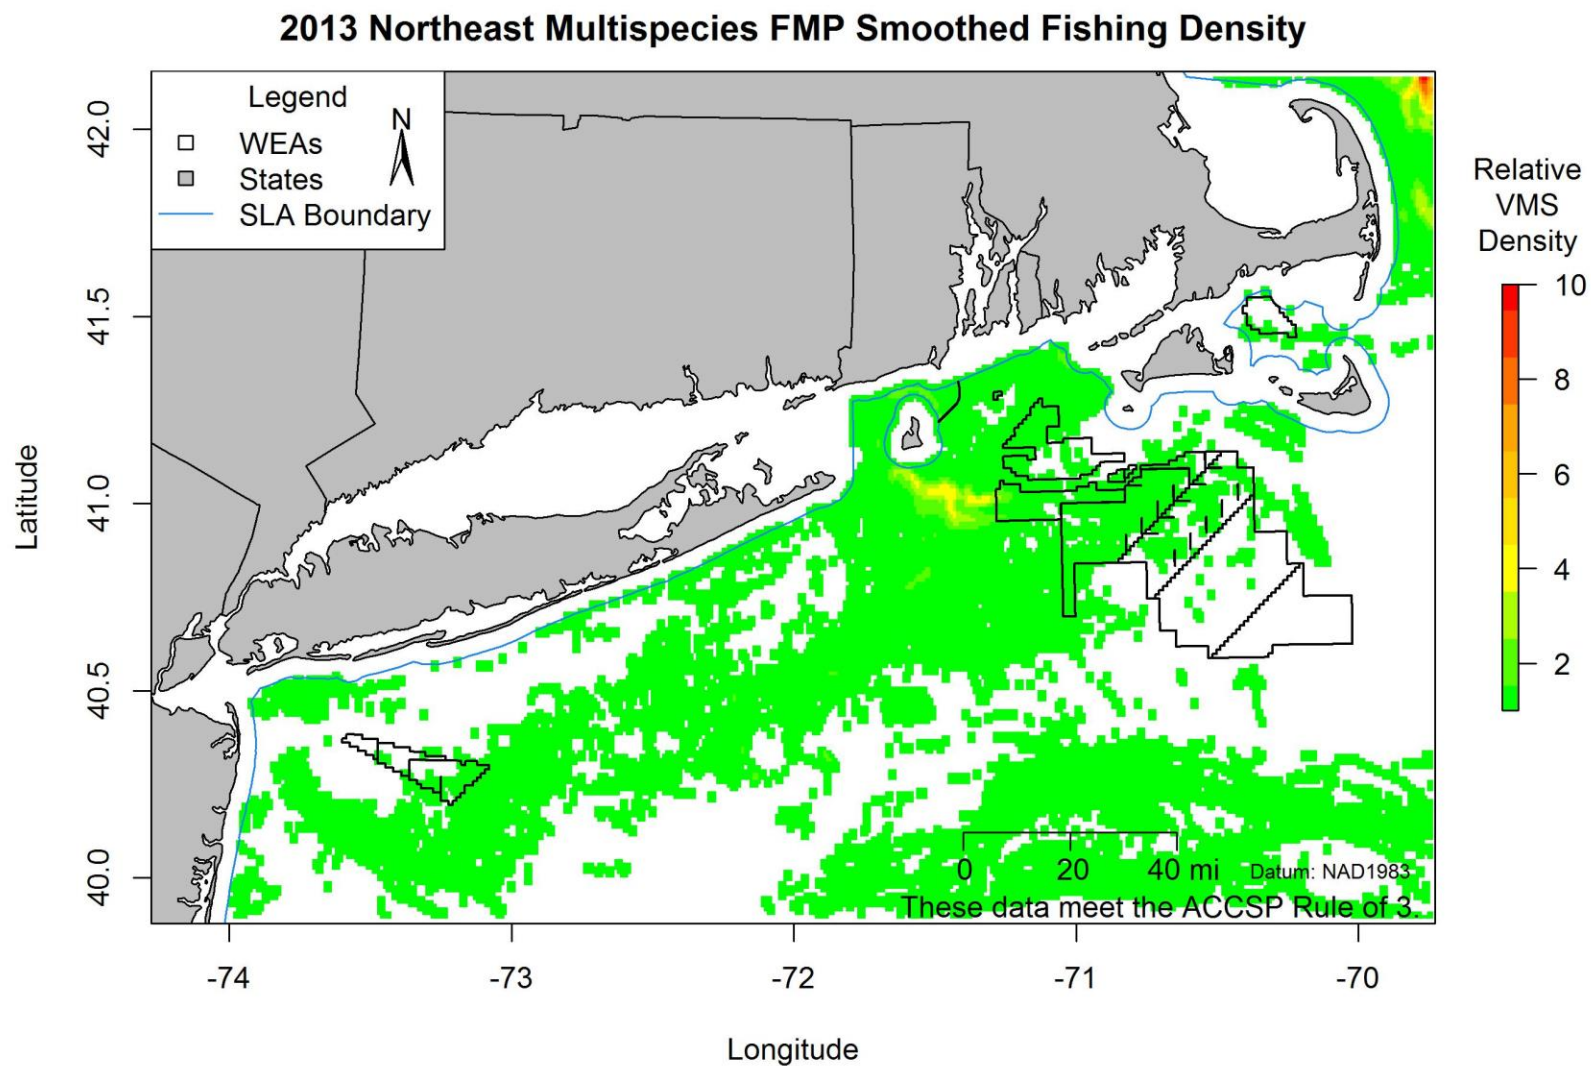 2013 Northeast Multispecies FMP Smoothed Fishing Density
Legend
N
WEAs
States
SLA Boundary
Latitude
42.0
41.5
41.0
40.5
40.0
Relative
VMS
Density
10
8
6
4
2
0 20 40 mi Datum: NAD1983
These data meet the ACCSP Rule of 3.
-74 -73 -72 -71 -70
Longitude